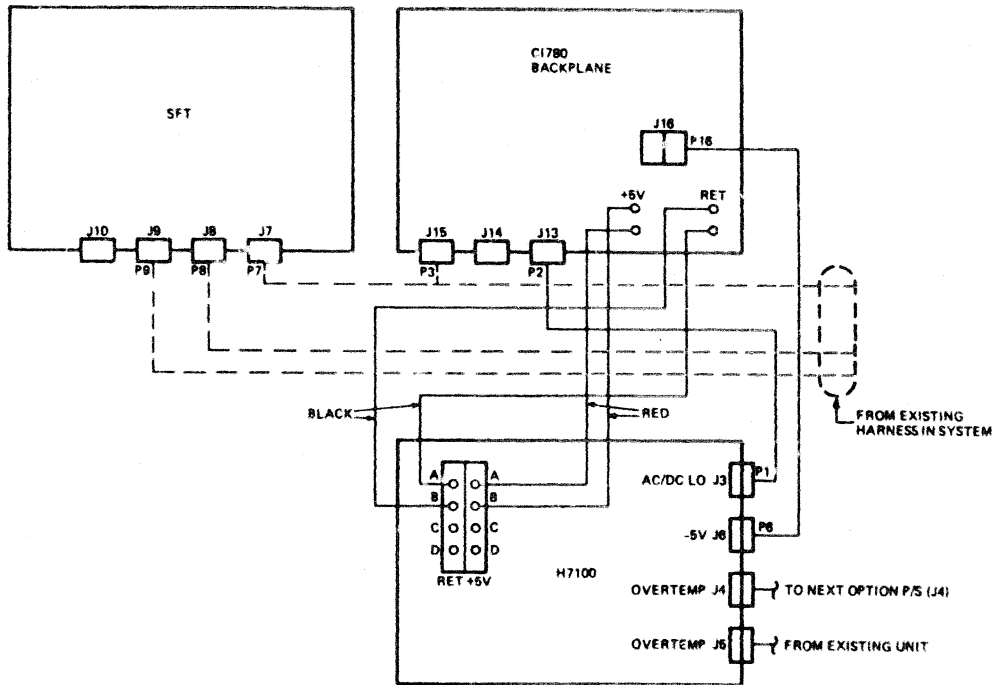 SFT
CI780
BACKPLANE
J16
P16
+5V
RET
J10
J9
J8
J7
P9
P8
P7
J15
J14
J13
P3
P2
BLACK
RED
FROM EXISTING
HARNESS IN SYSTEM
A
B
C
D
A
B
C
D
RET +5V
H7100
AC/DC LO J3
P1
-5V J6
P6
OVERTEMP J4
TO NEXT OPTION P/S (J4)
OVERTEMP J5
FROM EXISTING UNIT